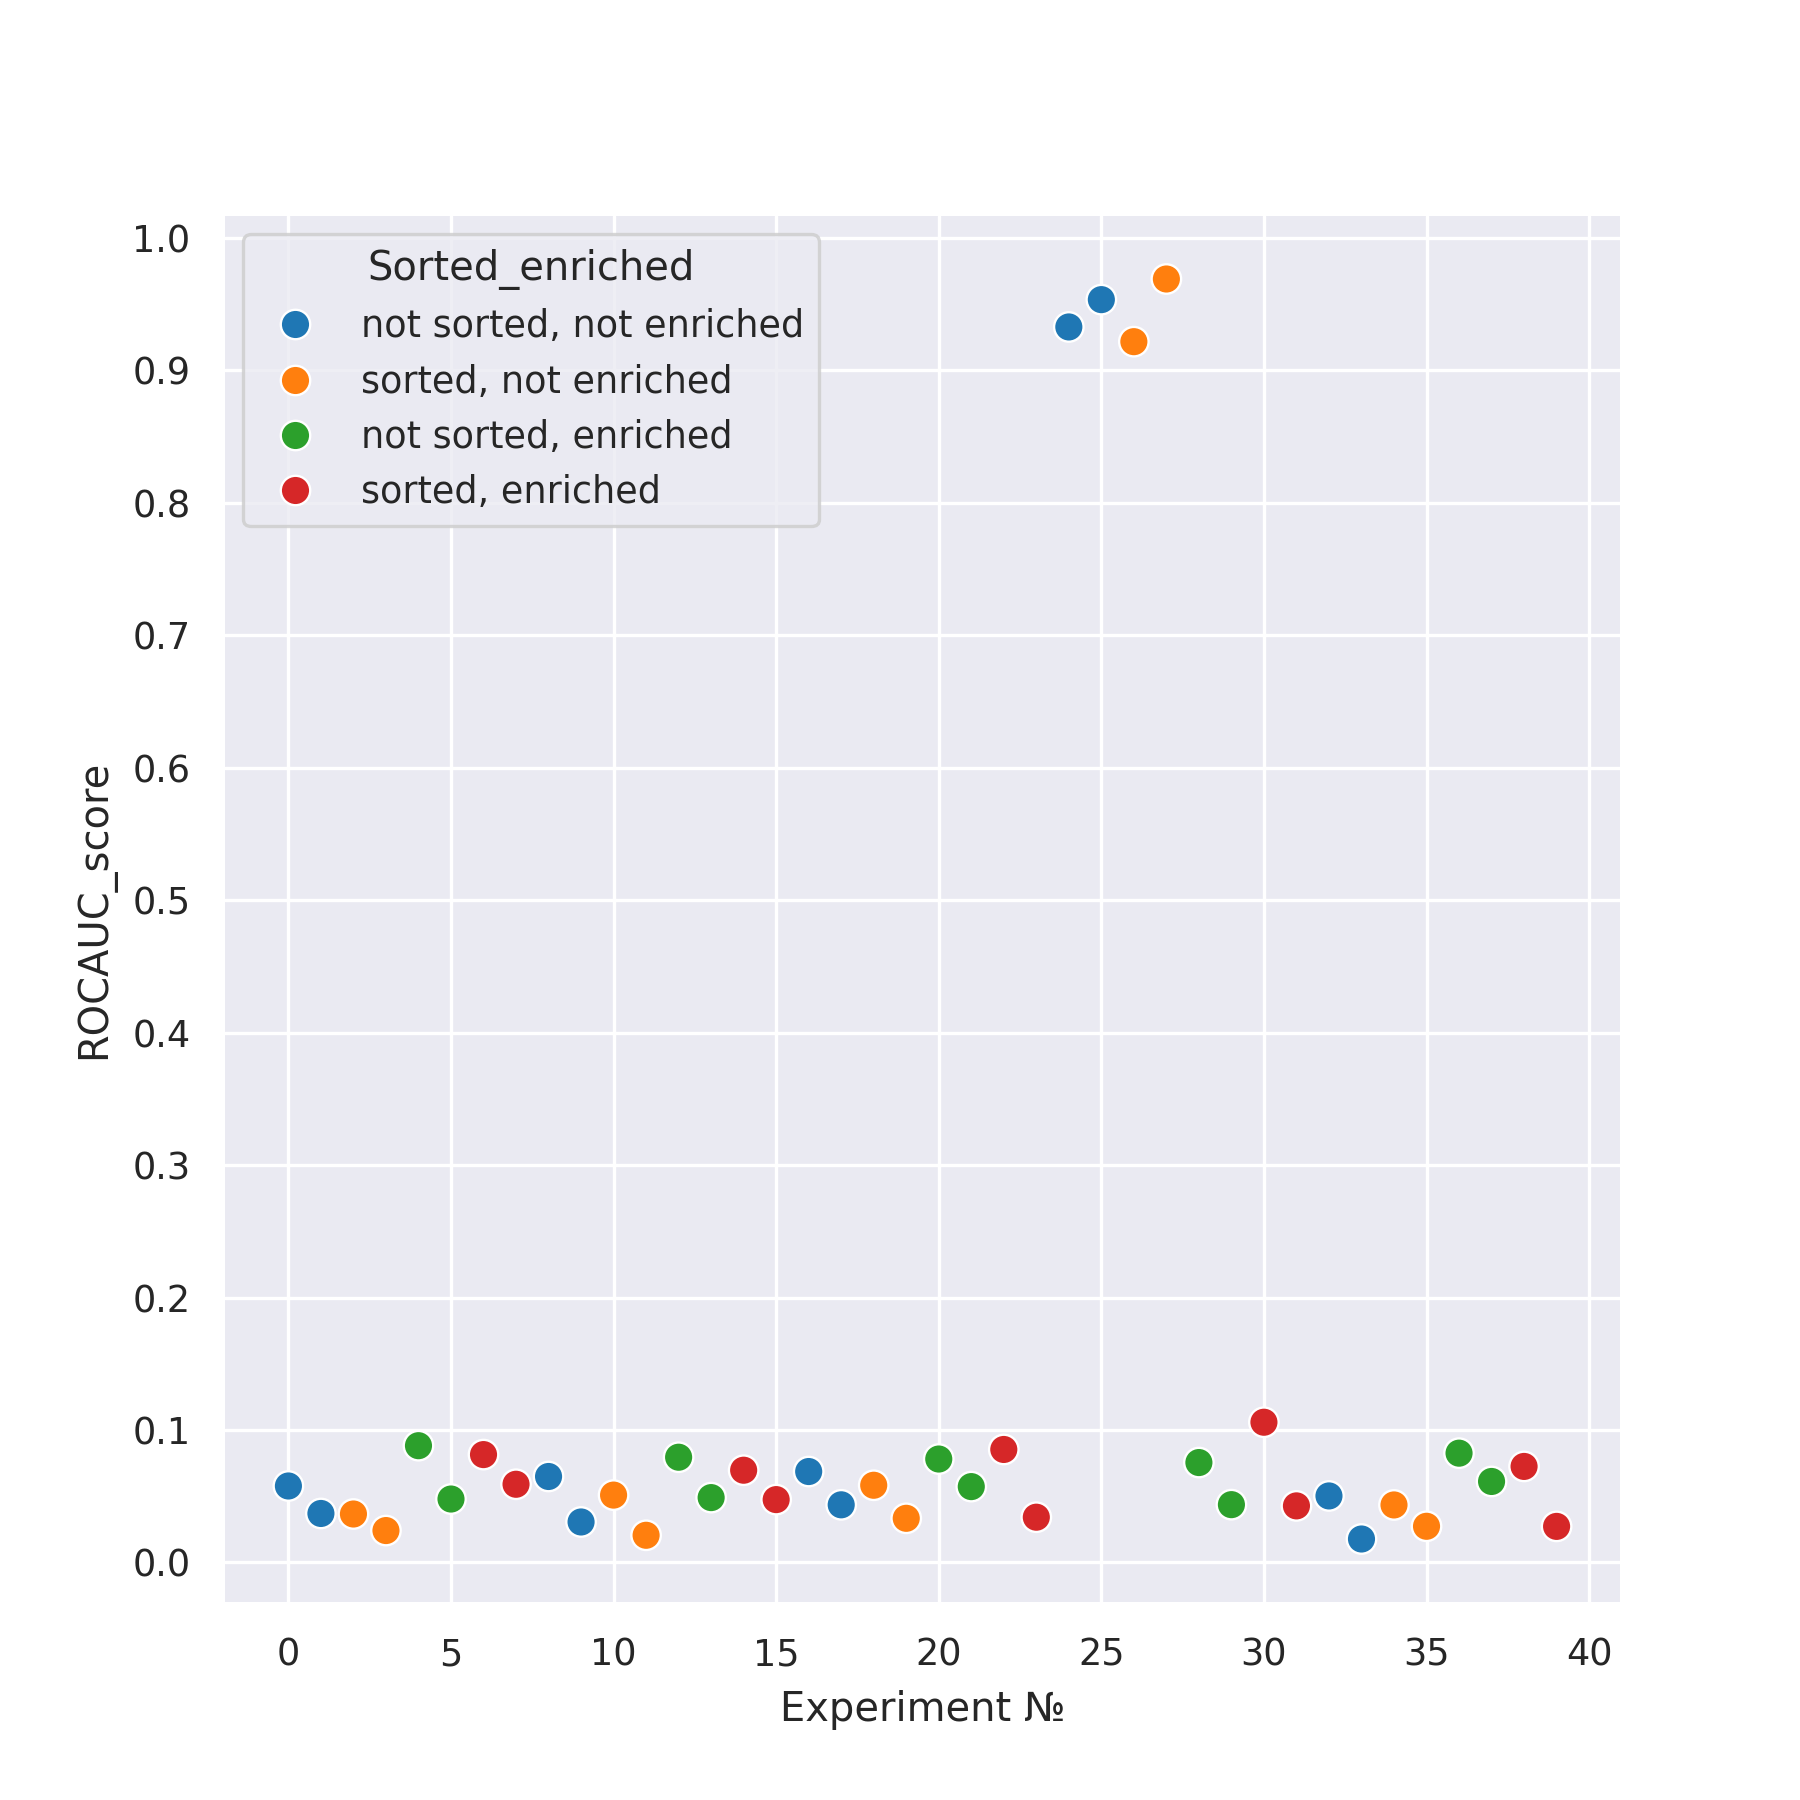 1.0
0.9
0.8
0.7
0.6
0.5
0.4
0.3
0.2
0.1
0.0
ROCAUC_score
Sorted_enriched
not sorted, not enriched
sorted, not enriched
not sorted, enriched
sorted, enriched
0 5 10 15 20 25 30 35 40
Experiment №